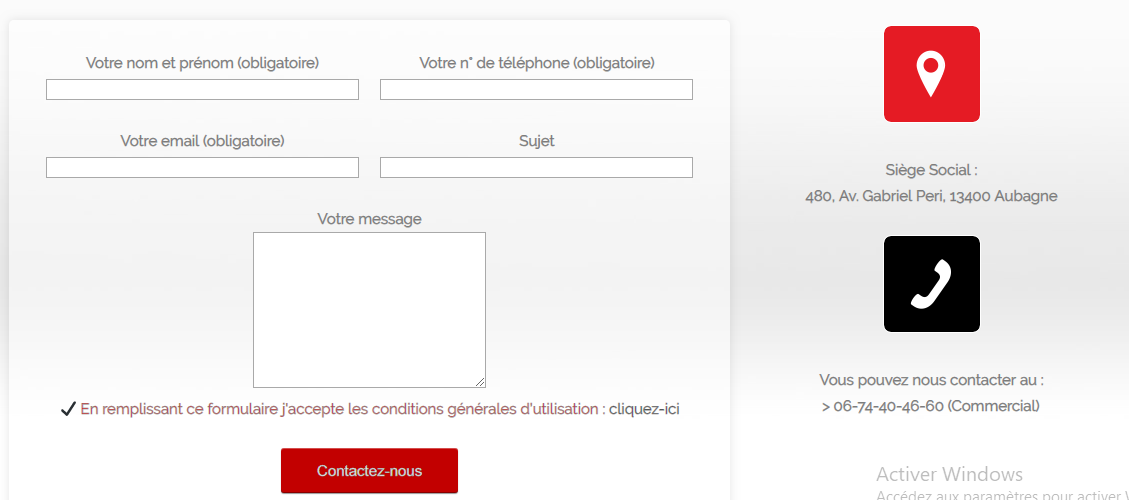 Votre nom et prénom (obligatoire)
Votre n° de téléphone (obligatoire)
Votre email (obligatoire)
Sujet
Votre message
En remplissant ce formulaire j'accepte les conditions générales d'utilisation : cliquez-ici
Contactez-nous
Siège Social :
480, Av. Gabriel Peri, 13400 Aubagne
Vous pouvez nous contacter au :
> 06-74-40-46-60 (Commercial)
Activer Windows
Accédez aux paramètres pour activer